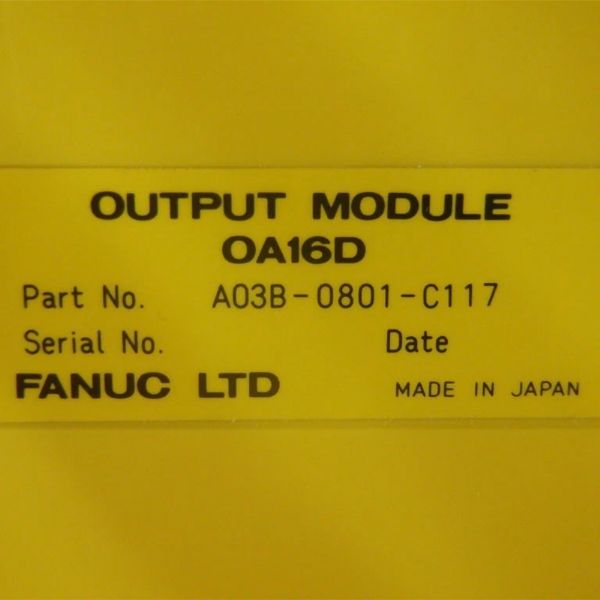 OUTPUT MODULE
OA16D
Part No. A03B-0801-C117
Serial No. Date
FANUC LTD MADE IN JAPAN